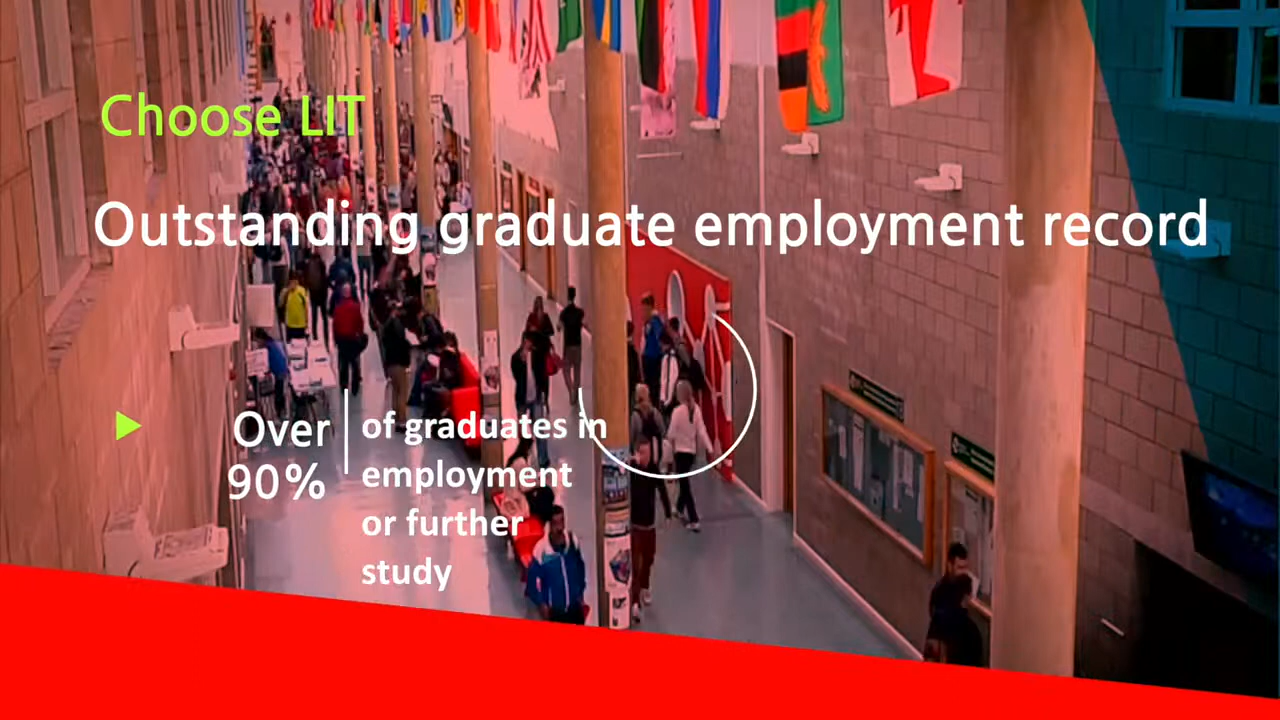 Choose LIT
Outstanding graduate employment record
Over
90%
of graduates in
employment
or further
study